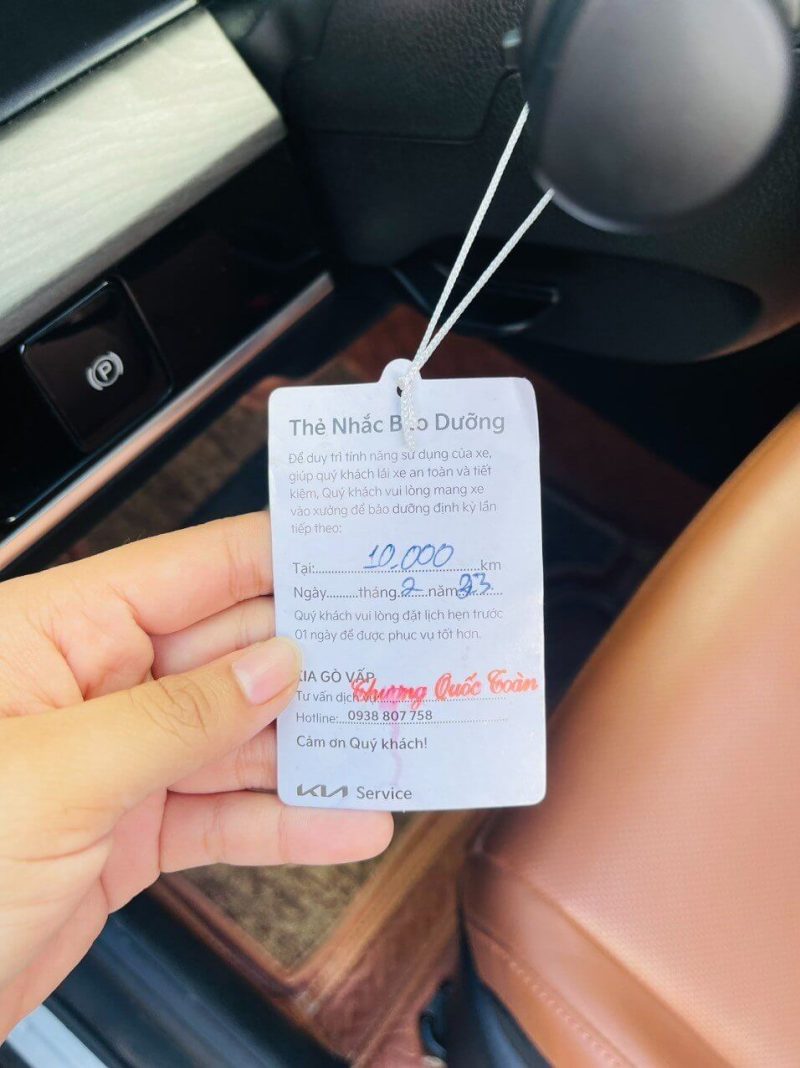 Thẻ Nhắc Bảo Dưỡng
Để duy trì tính năng sử dụng của xe,
giúp quý khách lái xe an toàn và tiết
kiệm, Quý khách vui lòng mang xe
vào xưởng để bảo dưỡng định kỳ lần
tiếp theo:
Tại:.....10.000.....km
Ngày..........tháng..2.....năm.23.....
Quý khách vui lòng đặt lịch hẹn trước
01 ngày để được phục vụ tốt hơn.
KIA GÒ VẤP
Tư vấn dịch vụ: Thượng Quốc Toàn
Hotline: 0938 807 758
Cảm ơn Quý khách!
KIA Service
P